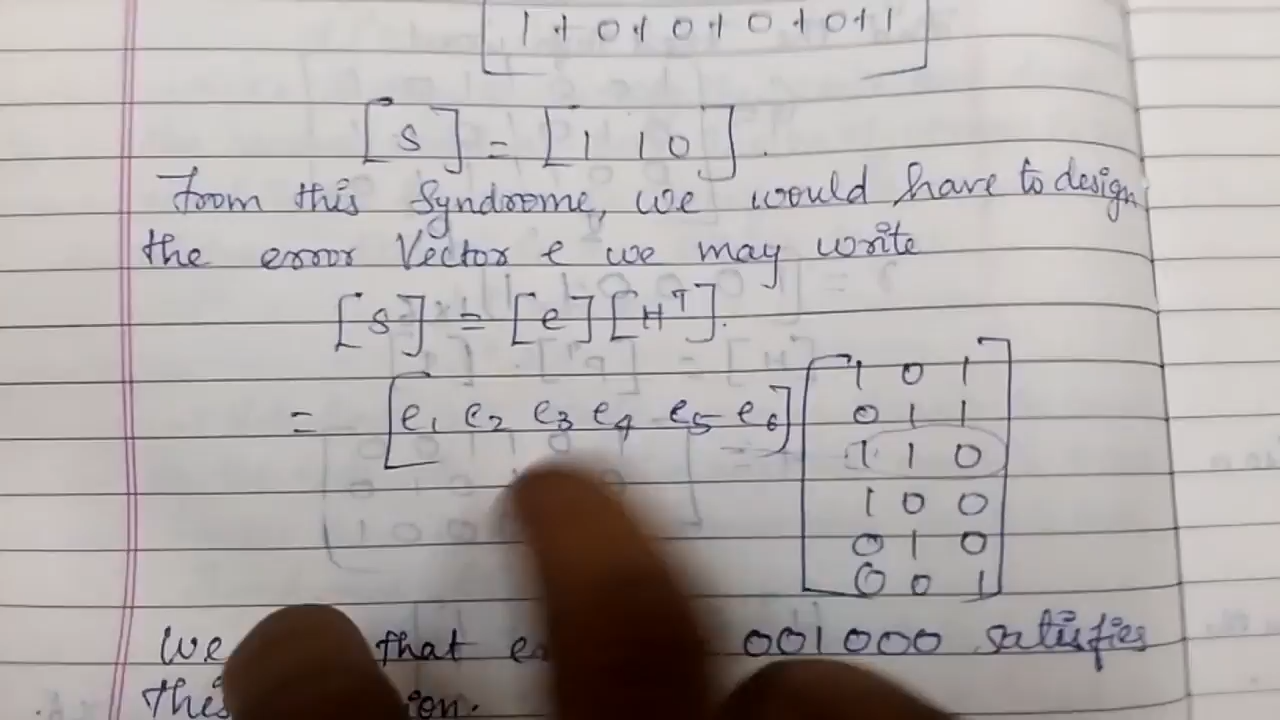 1 + 0 + 0 + 0 + 0 + 1
[S] = [1 1 0].
From this Syndrome, we would have to design
the error Vector e we may write
[S] = [e][H^T].
= [e1 e2 e3 e4 e5 e6] [1 0 1
0 1 1
1 1 0
1 0 0
0 1 0
0 0 1]
We that 001000 satisfies
this